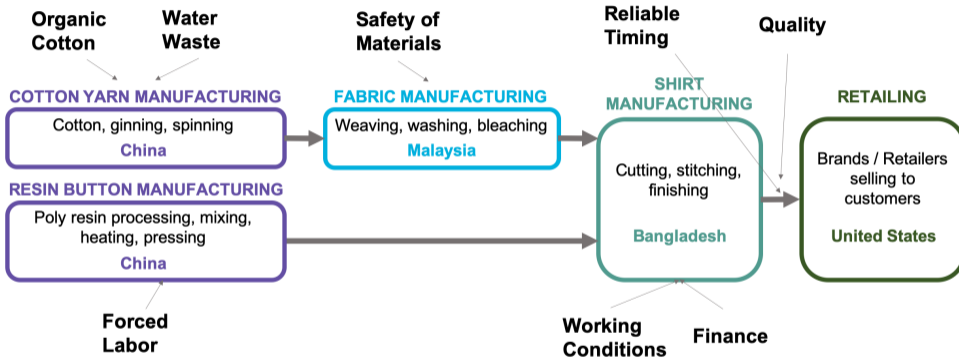 Organic
Cotton
Water
Waste
Safety of
Materials
Reliable
Timing
Quality
COTTON YARN MANUFACTURING
Cotton, ginning, spinning
China
FABRIC MANUFACTURING
Weaving, washing, bleaching
Malaysia
SHIRT
MANUFACTURING
Cutting, stitching,
finishing
Bangladesh
RETAILING
Brands / Retailers
selling to
customers
United States
RESIN BUTTON MANUFACTURING
Poly resin processing, mixing,
heating, pressing
China
Forced
Labor
Working
Conditions
Finance